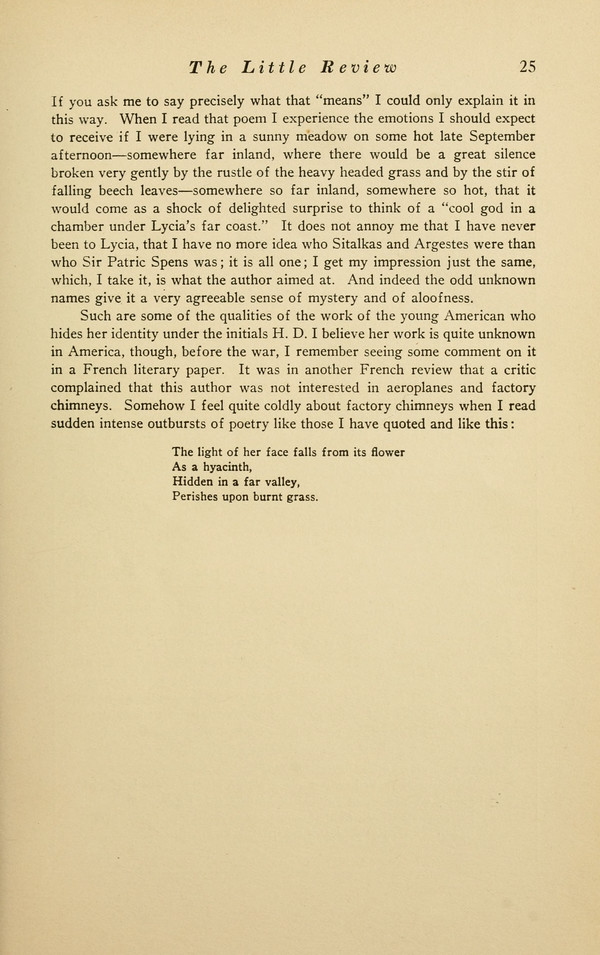 The Little Review 25
If you ask me to say precisely what that “means” I could only explain it in
this way. When I read that poem I experience the emotions I should expect
to receive if I were lying in a sunny meadow on some hot late September
afternoon—somewhere far inland, where there would be a great silence
broken very gently by the rustle of the heavy headed grass and by the stir of
falling beech leaves—somewhere so far inland, somewhere so hot, that it
would come as a shock of delighted surprise to think of a “cool god in a
chamber under Lycia's far coast.” It does not annoy me that I have never
been to Lycia, that I have no more idea who Sitalkas and Argestes were than
who Sir Patric Spens was; it is all one; I get my impression just the same,
which, I take it, is what the author aimed at. And indeed the odd unknown
names give it a very agreeable sense of mystery and of aloofness.
Such are some of the qualities of the work of the young American who
hides her identity under the initials H. D. I believe her work is quite unknown
in America, though, before the war, I remember seeing some comment on it
in a French literary paper. It was in another French review that a critic
complained that this author was not interested in aeroplanes and factory
chimneys. Somehow I feel quite coldly about factory chimneys when I read
sudden intense outbursts of poetry like those I have quoted and like this:
The light of her face falls from its flower
As a hyacinth,
Hidden in a far valley,
Perishes upon burnt grass.